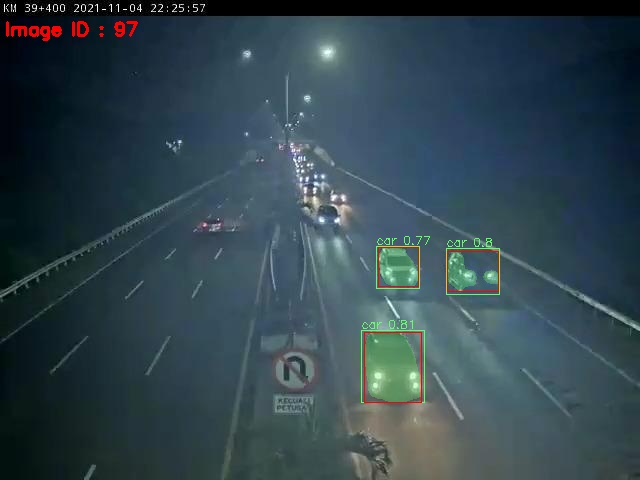 KM 39+400 2021-11-04 22:25:57
Image ID : 97
car 0.77
car 0.8
car 0.81
KECUALI
PETUGAS